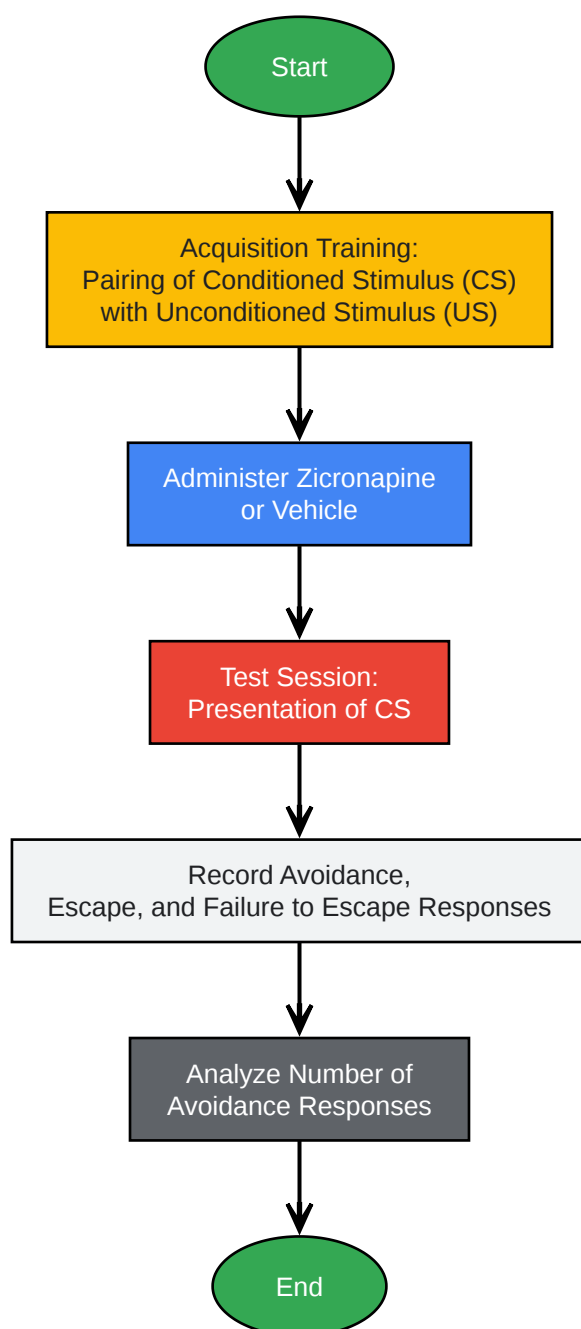 Start
Acquisition Training:
Pairing of Conditioned Stimulus (CS)
with Unconditioned Stimulus (US)
Administer Zicronapine
or Vehicle
Test Session:
Presentation of CS
Record Avoidance,
Escape, and Failure to Escape Responses
Analyze Number of
Avoidance Responses
End